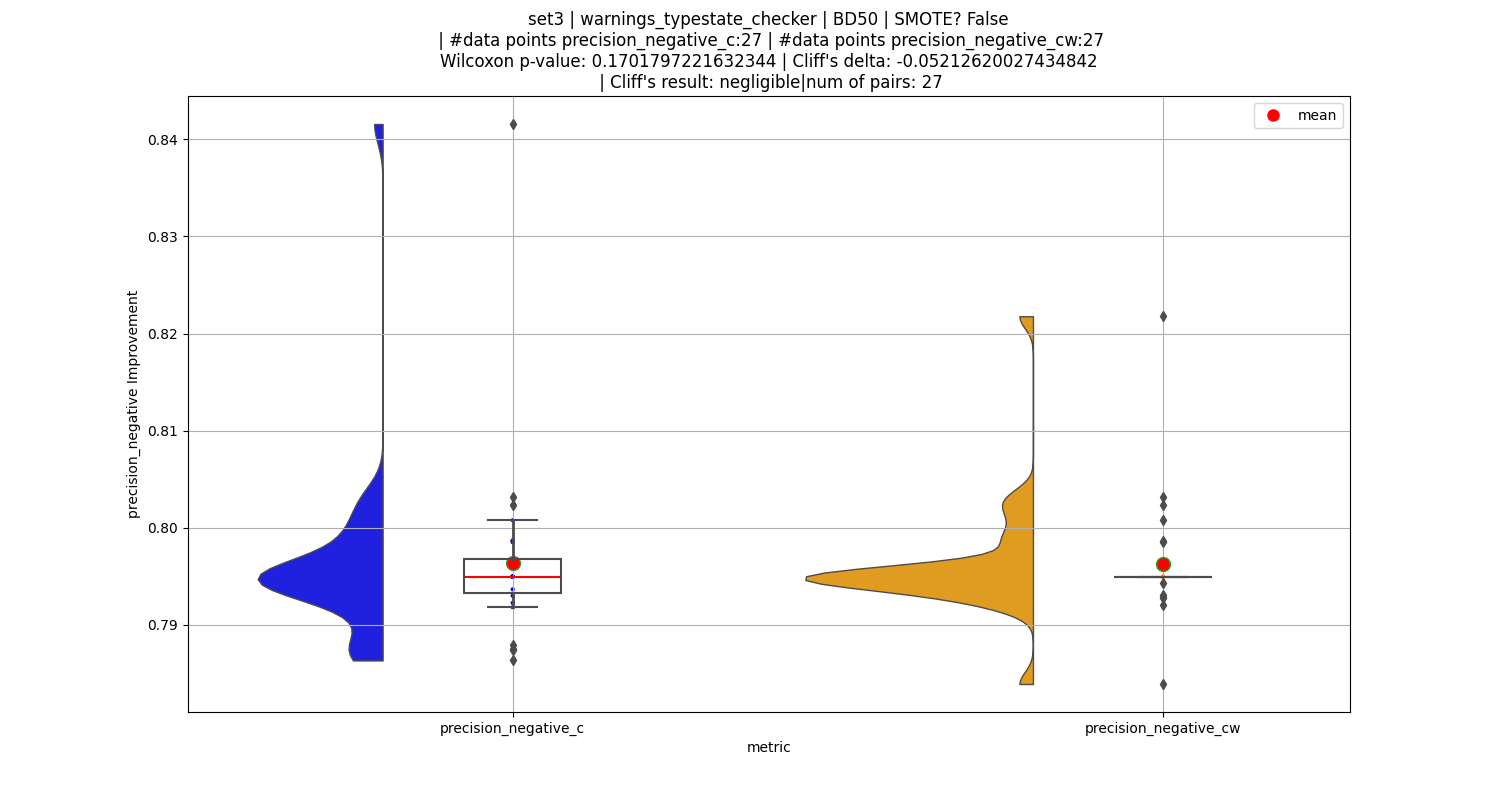 set3 | warnings_typestate_checker | BD50 | SMOTE? False
| #data points precision_negative_c:27 | #data points precision_negative_cw:27
Wilcoxon p-value: 0.1701797221632344 | Cliff's delta: -0.05212620027434842
| Cliff's result: negligible|num of pairs: 27
mean
0.84
0.83
0.82
0.81
0.80
0.79
precision_negative Improvement
precision_negative_c
precision_negative_cw
metric